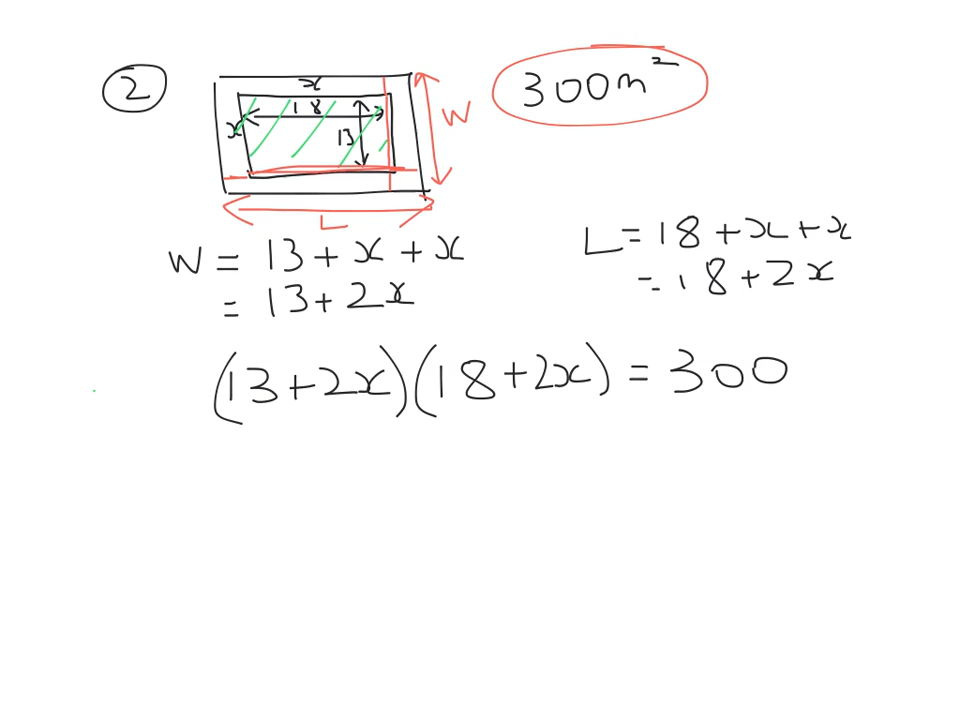 2
x
18
x
13
W
L
300m²
W = 13 + x + x
= 13 + 2x
L = 18 + x + x
= 18 + 2x
(13+2x)(18+2x) = 300